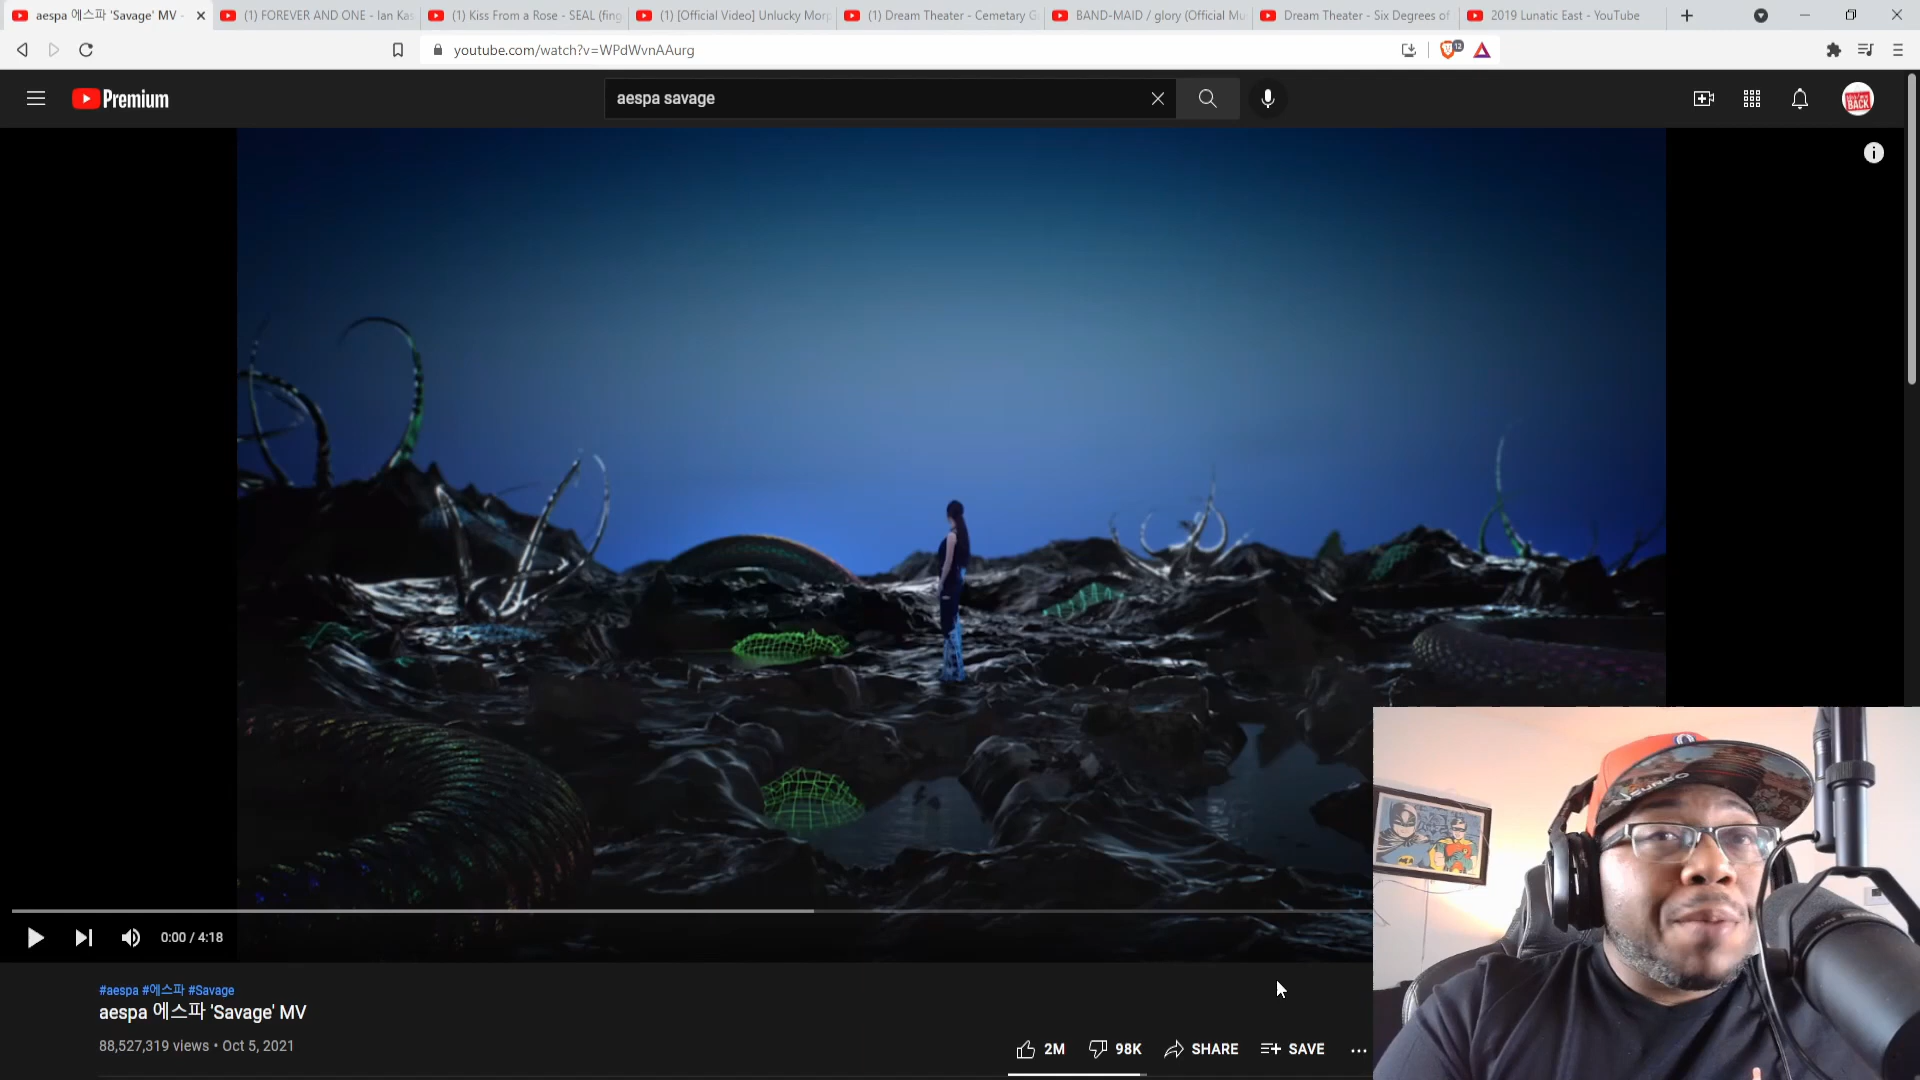 aespa 에스파 'Savage' MV -
(1) FOREVER AND ONE - Ian Kas
(1) Kiss From a Rose - SEAL (fing
(1) [Official Video] Unlucky Morp
(1) Dream Theater - Cemetary G
BAND-MAID / glory (Official Mu
Dream Theater - Six Degrees of
2019 Lunatic East - YouTube
youtube.com/watch?v=WPdWvnAAurg
12
Premium
aespa savage
BACK
0:00 / 4:18
#aespa #에스파 #Savage
aespa 에스파 'Savage' MV
88,527,319 views • Oct 5, 2021
2M
98K
SHARE
SAVE